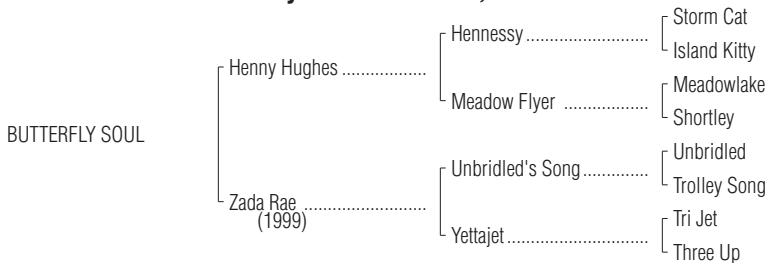 Storm Cat
Hennessy
Island Kitty
Henny Hughes
Meadowlake
Meadow Flyer
Shortley
BUTTERFLY SOUL
Unbridled
Unbridled's Song
Trolley Song
Zada Rae
(1999)
Tri Jet
Yettajet
Three Up